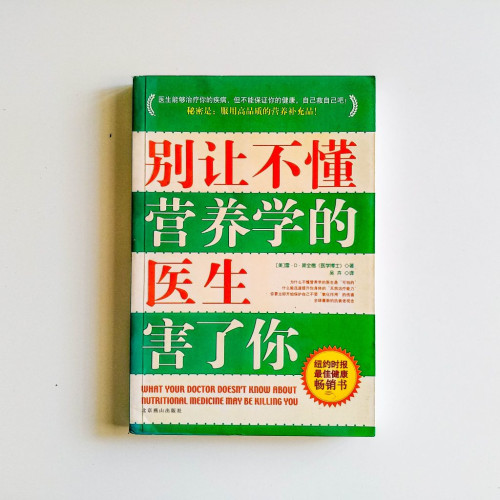 医生能够治疗你的疾病，但不能保证你的健康，自己救自己吧！
秘密是：服用高品质的营养补充品！
别让不懂
营养学的
医生
害了你
[美]雷·D·斯全德（医学博士）◇著
吴卉◇译
纽约时报
最佳健康
畅销书
WHAT YOUR DOCTOR DOESN'T KNOW ABOUT
NUTRITIONAL MEDICINE MAY BE KILLING YOU
北京燕山出版社